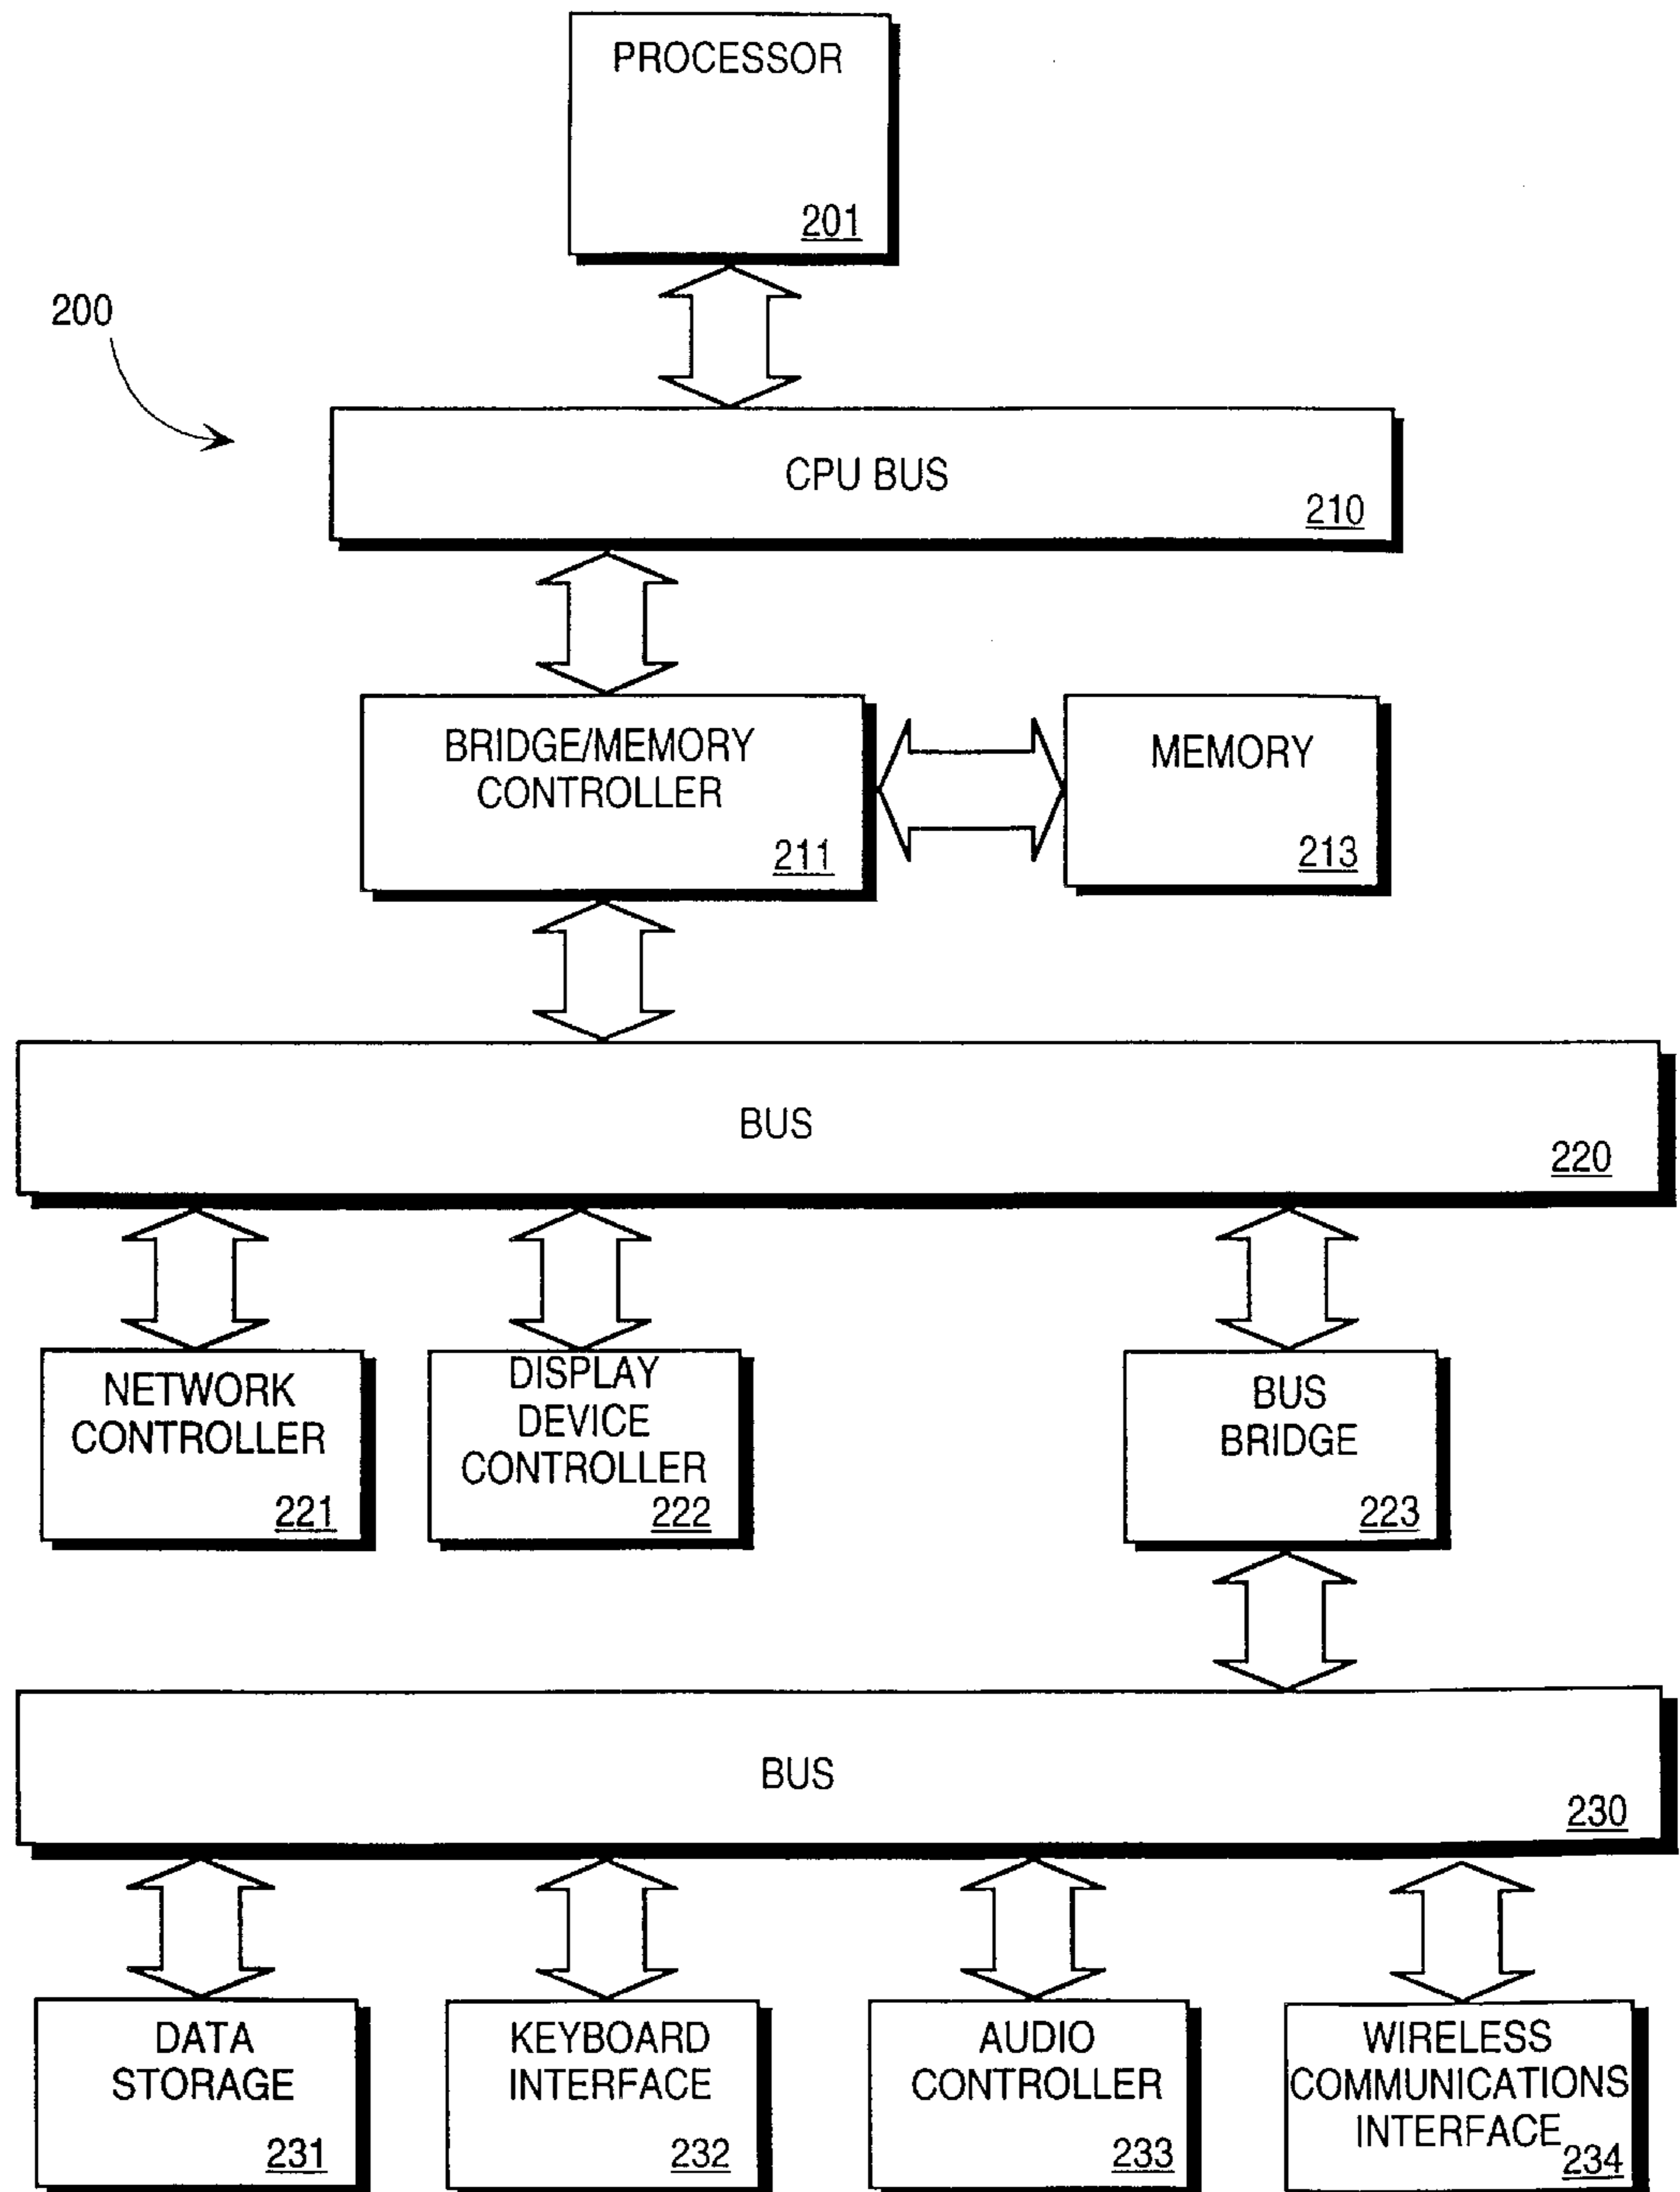 PROCESSOR
201
200
CPU BUS
210
BRIDGE/MEMORY
CONTROLLER
211
MEMORY
213
BUS
220
NETWORK
CONTROLLER
221
DISPLAY
DEVICE
CONTROLLER
222
BUS
BRIDGE
223
BUS
230
DATA
STORAGE
231
KEYBOARD
INTERFACE
232
AUDIO
CONTROLLER
233
WIRELESS
COMMUNICATIONS
INTERFACE
234